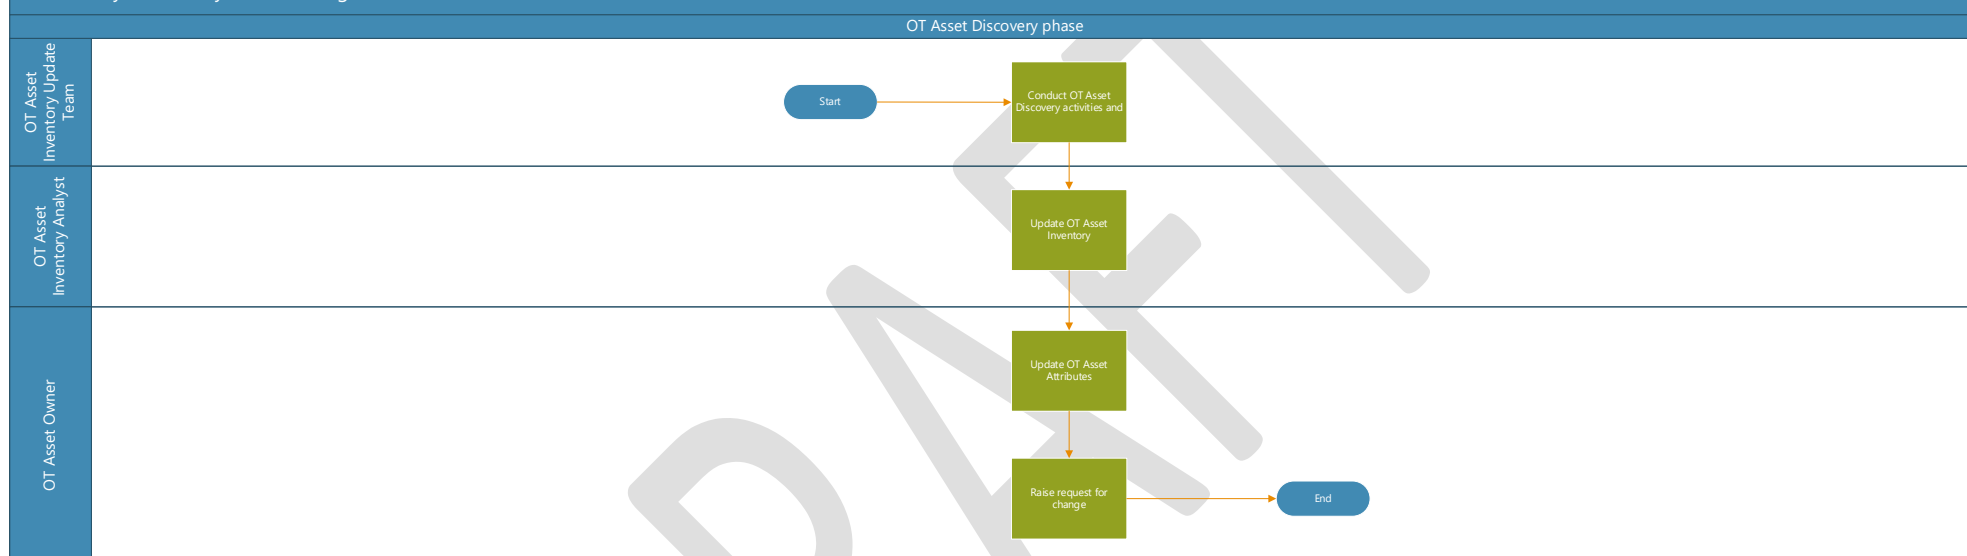 OT Asset Discovery phase
OT Asset
Inventory Update
Team
Start
Conduct OT Asset
Discovery activities and
OT Asset
Inventory Analyst
Update OT Asset
Inventory
OT Asset Owner
Update OT Asset
Attributes
Raise request for
change
End
DRAFT